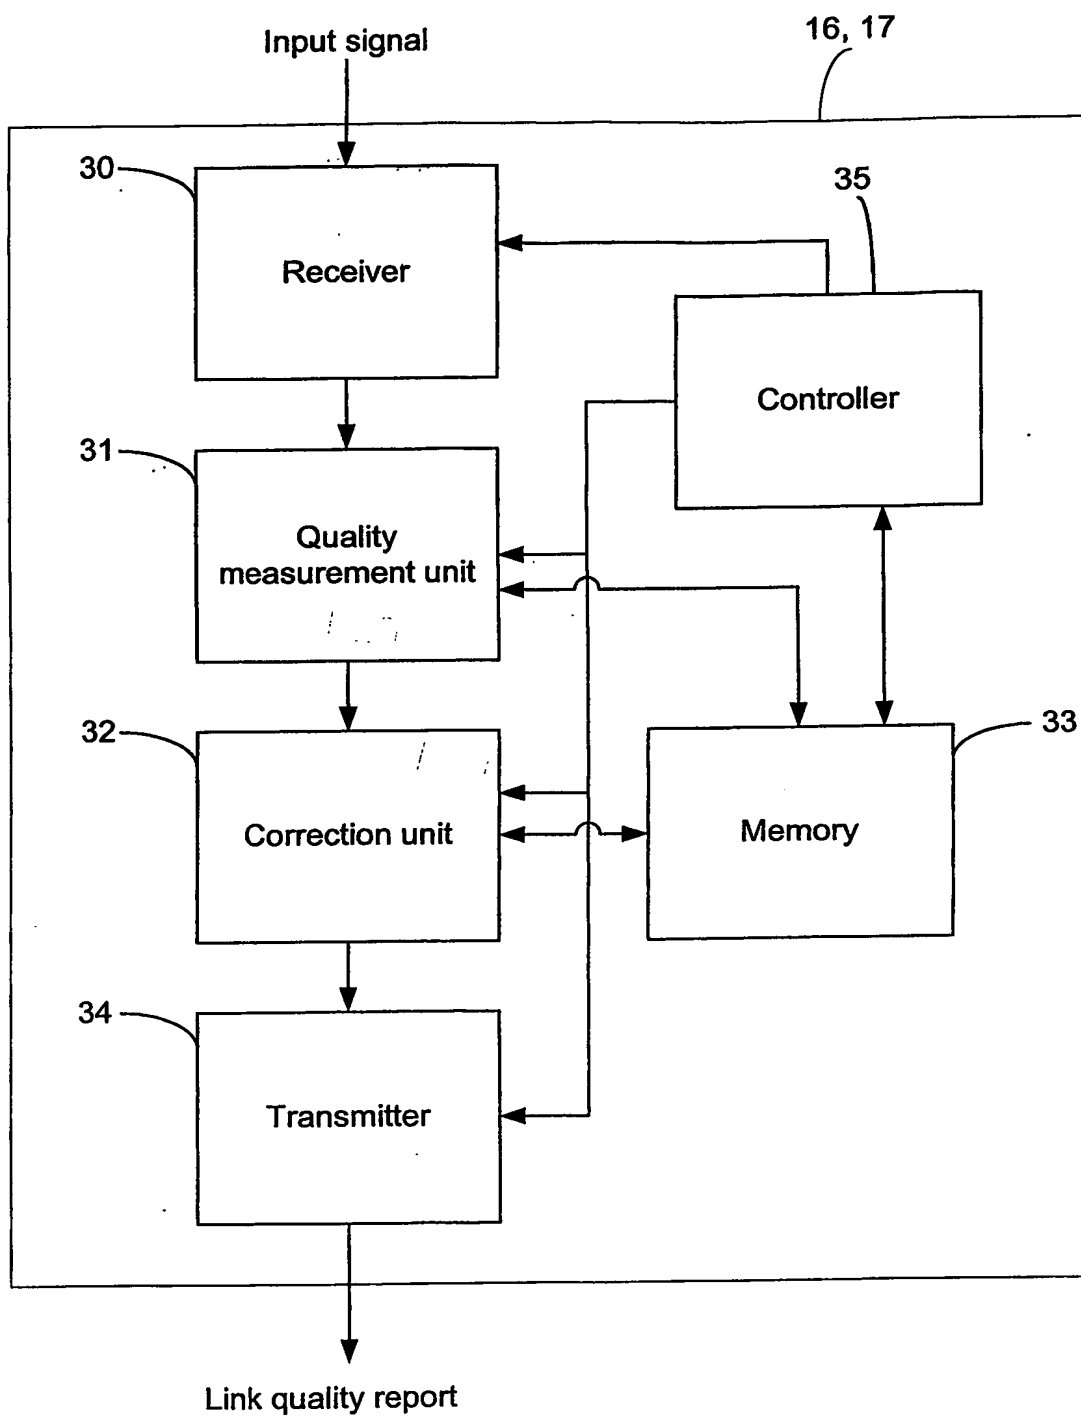 Input signal
16, 17
30
35
Receiver
Controller
31
Quality
measurement unit
32
33
Correction unit
Memory
34
Transmitter
Link quality report